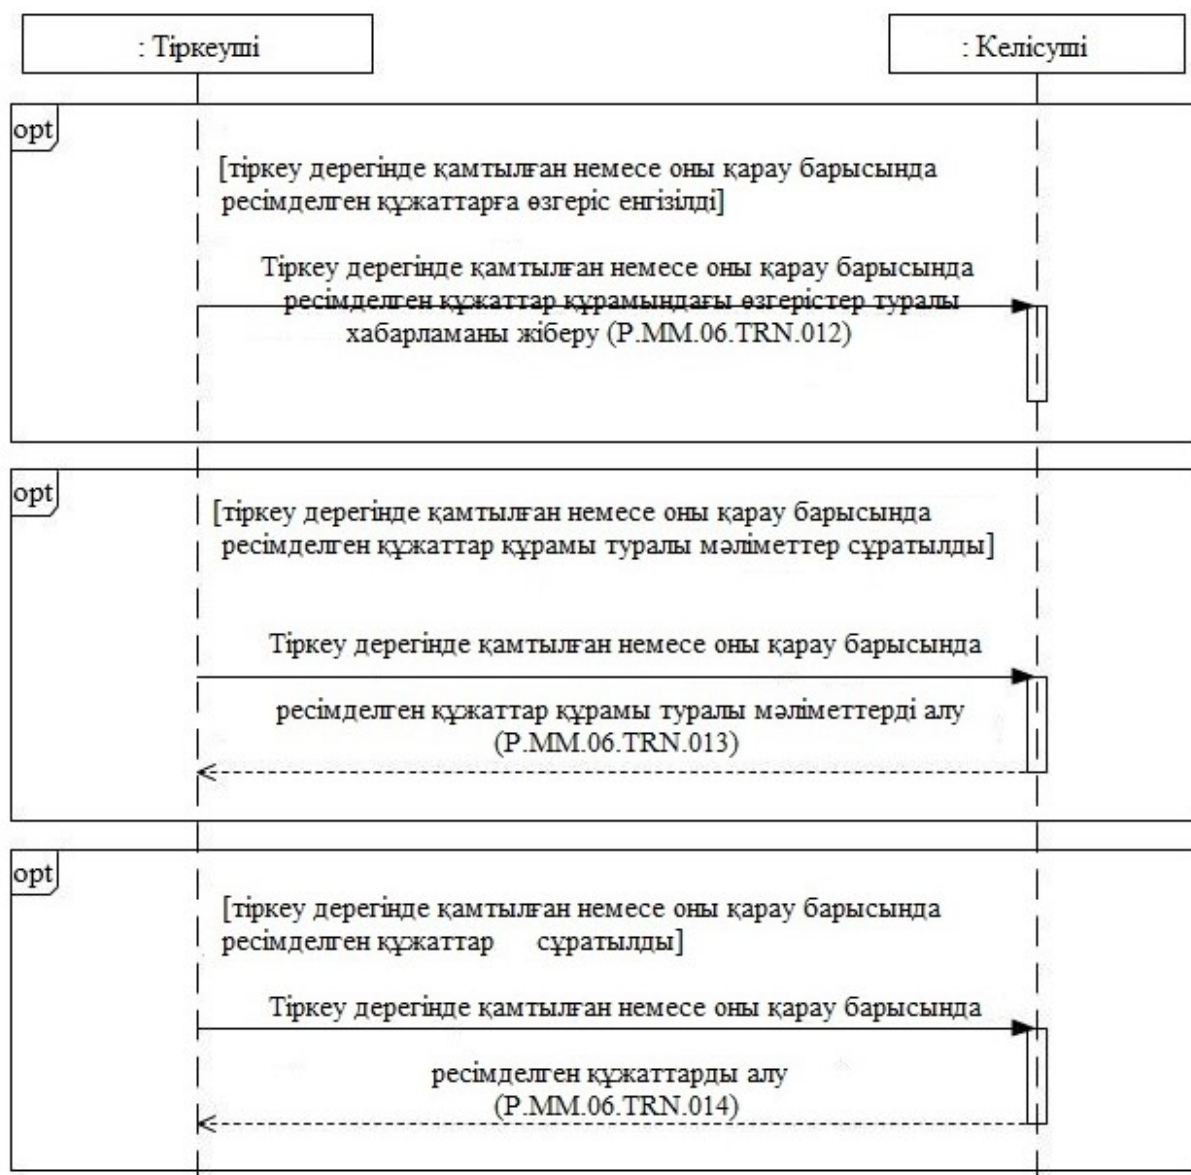 : Тіркеуші
: Келісуші
opt
[тіркеу дерегінде қамтылған немесе оны қарау барысында
ресімделген құжаттарға өзгеріс енгізілді]
Тіркеу дерегінде қамтылған немесе оны қарау барысында
ресімделген құжаттар құрамындағы өзгерістер туралы
хабарламаны жіберу (P.MM.06.TRN.012)
opt
[тіркеу дерегінде қамтылған немесе оны қарау барысында
ресімделген құжаттар құрамы туралы мәліметтер сұратылды]
Тіркеу дерегінде қамтылған немесе оны қарау барысында
ресімделген құжаттар құрамы туралы мәліметтерді алу
(P.MM.06.TRN.013)
opt
[тіркеу дерегінде қамтылған немесе оны қарау барысында
ресімделген құжаттар сұратылды]
Тіркеу дерегінде қамтылған немесе оны қарау барысында
ресімделген құжаттарды алу
(P.MM.06.TRN.014)